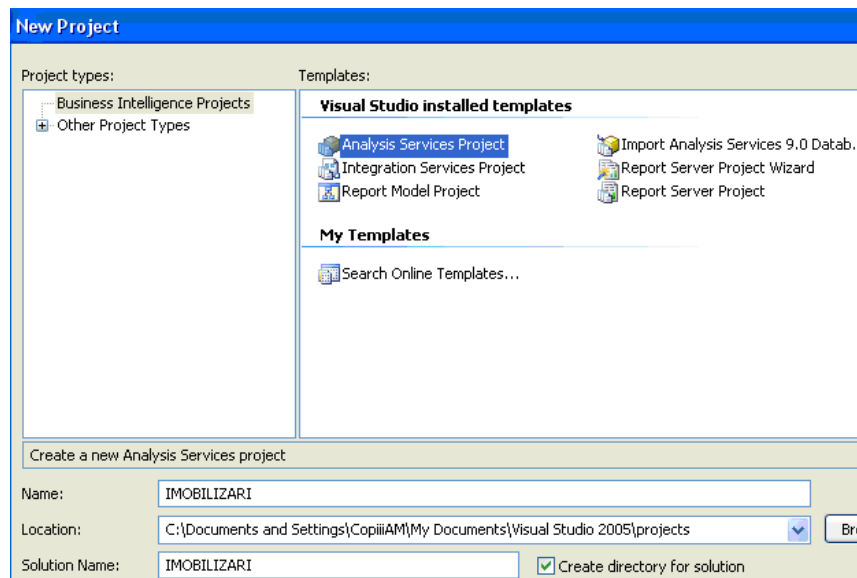 New Project
Project types:
Templates:
Business Intelligence Projects
Other Project Types
Visual Studio installed templates
Analysis Services Project
Import Analysis Services 9.0 Datab.
Integration Services Project
Report Server Project Wizard
Report Model Project
Report Server Project
My Templates
Search Online Templates...
Create a new Analysis Services project
Name:
IMOBILIZARI
Location:
C:\Documents and Settings\CopiiiAM\My Documents\Visual Studio 2005\projects
Solution Name:
IMOBILIZARI
Create directory for solution